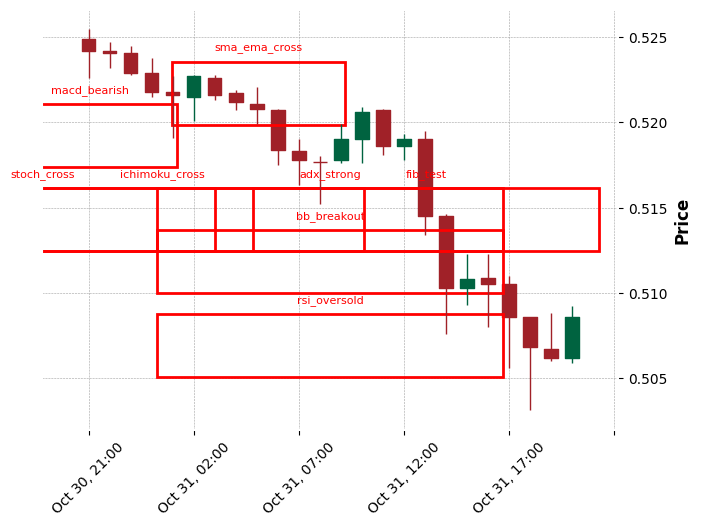 sma_ema_cross
macd_bearish
stoch_cross
ichimoku_cross
adx_strong
fib_test
bb_breakout
rsi_oversold
0.525
0.520
0.515
0.510
0.505
Price
Oct 30, 21:00
Oct 31, 02:00
Oct 31, 07:00
Oct 31, 12:00
Oct 31, 17:00